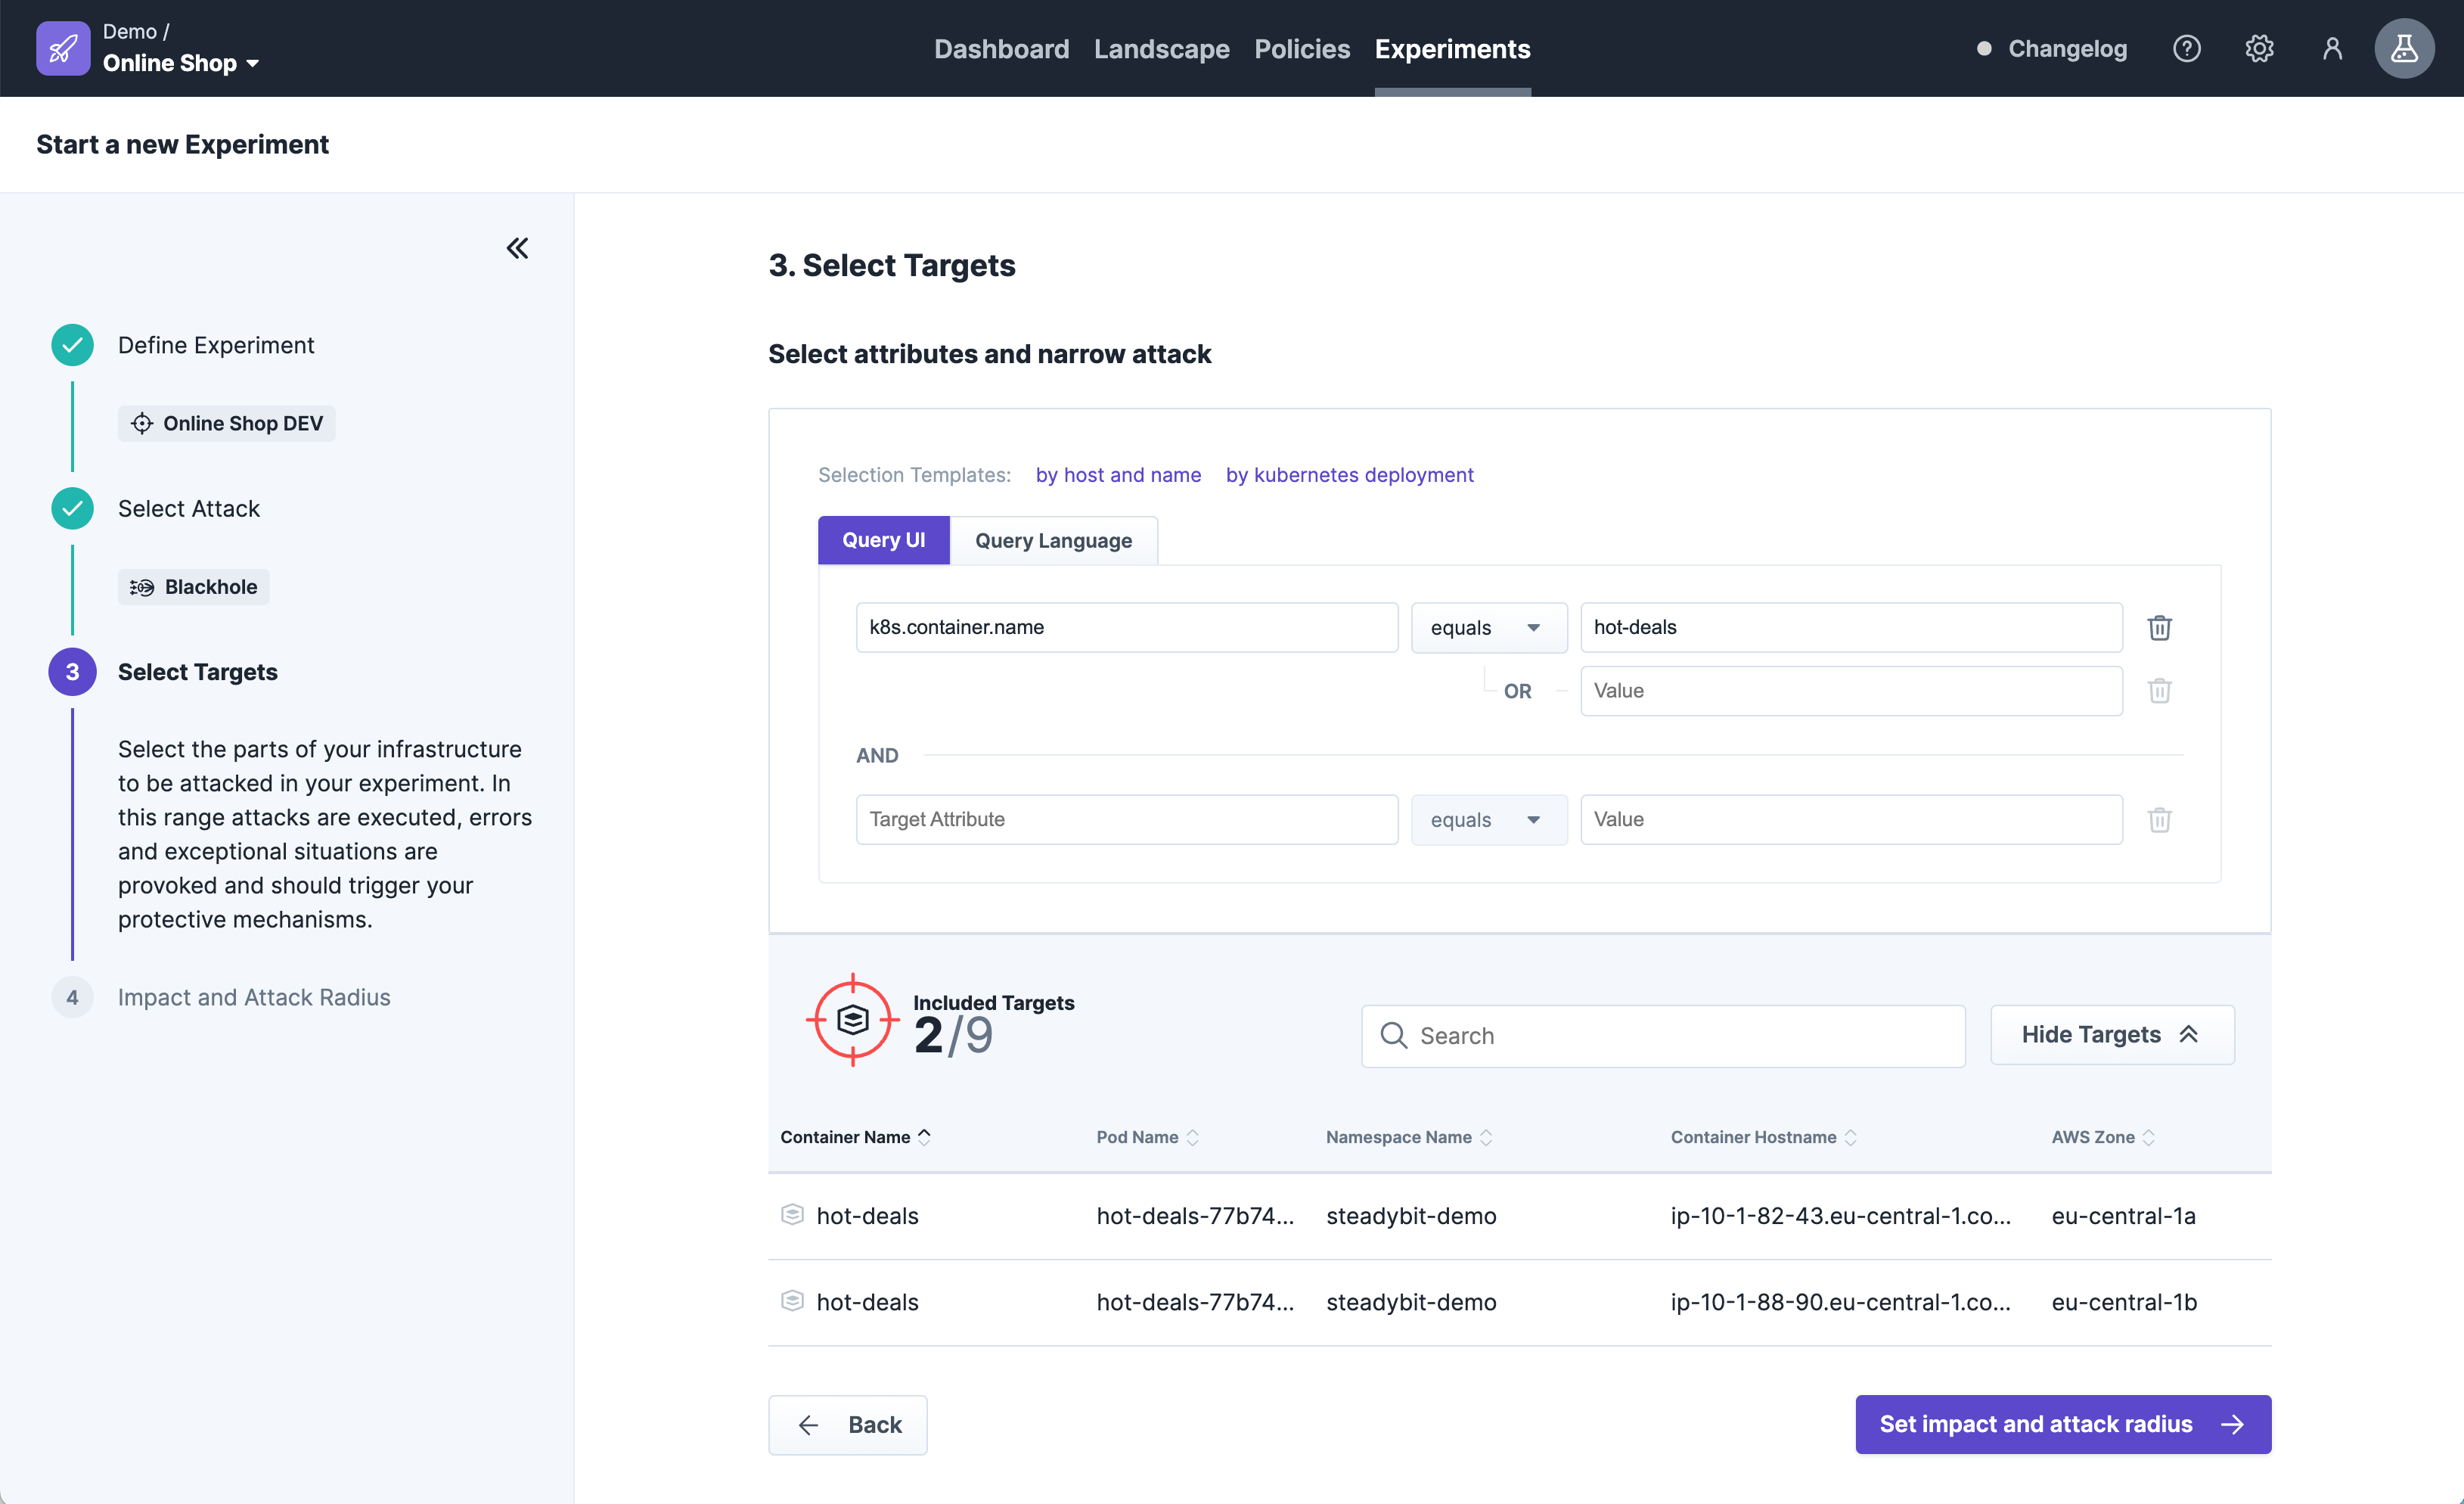 Demo /
Online Shop
Dashboard Landscape Policies Experiments
Changelog
Start a new Experiment
Define Experiment
Online Shop DEV
Select Attack
Blackhole
3 Select Targets
Select the parts of your infrastructure
to be attacked in your experiment. In
this range attacks are executed, errors
and exceptional situations are
provoked and should trigger your
protective mechanisms.
4 Impact and Attack Radius
3. Select Targets
Select attributes and narrow attack
Selection Templates: by host and name by kubernetes deployment
Query UI Query Language
k8s.container.name equals hot-deals
OR Value
AND
Target Attribute equals Value
Included Targets
2/9
Search
Hide Targets
Container Name Pod Name Namespace Name Container Hostname AWS Zone
hot-deals hot-deals-77b74... steadybit-demo ip-10-1-82-43.eu-central-1.co... eu-central-1a
hot-deals hot-deals-77b74... steadybit-demo ip-10-1-88-90.eu-central-1.co... eu-central-1b
Back
Set impact and attack radius